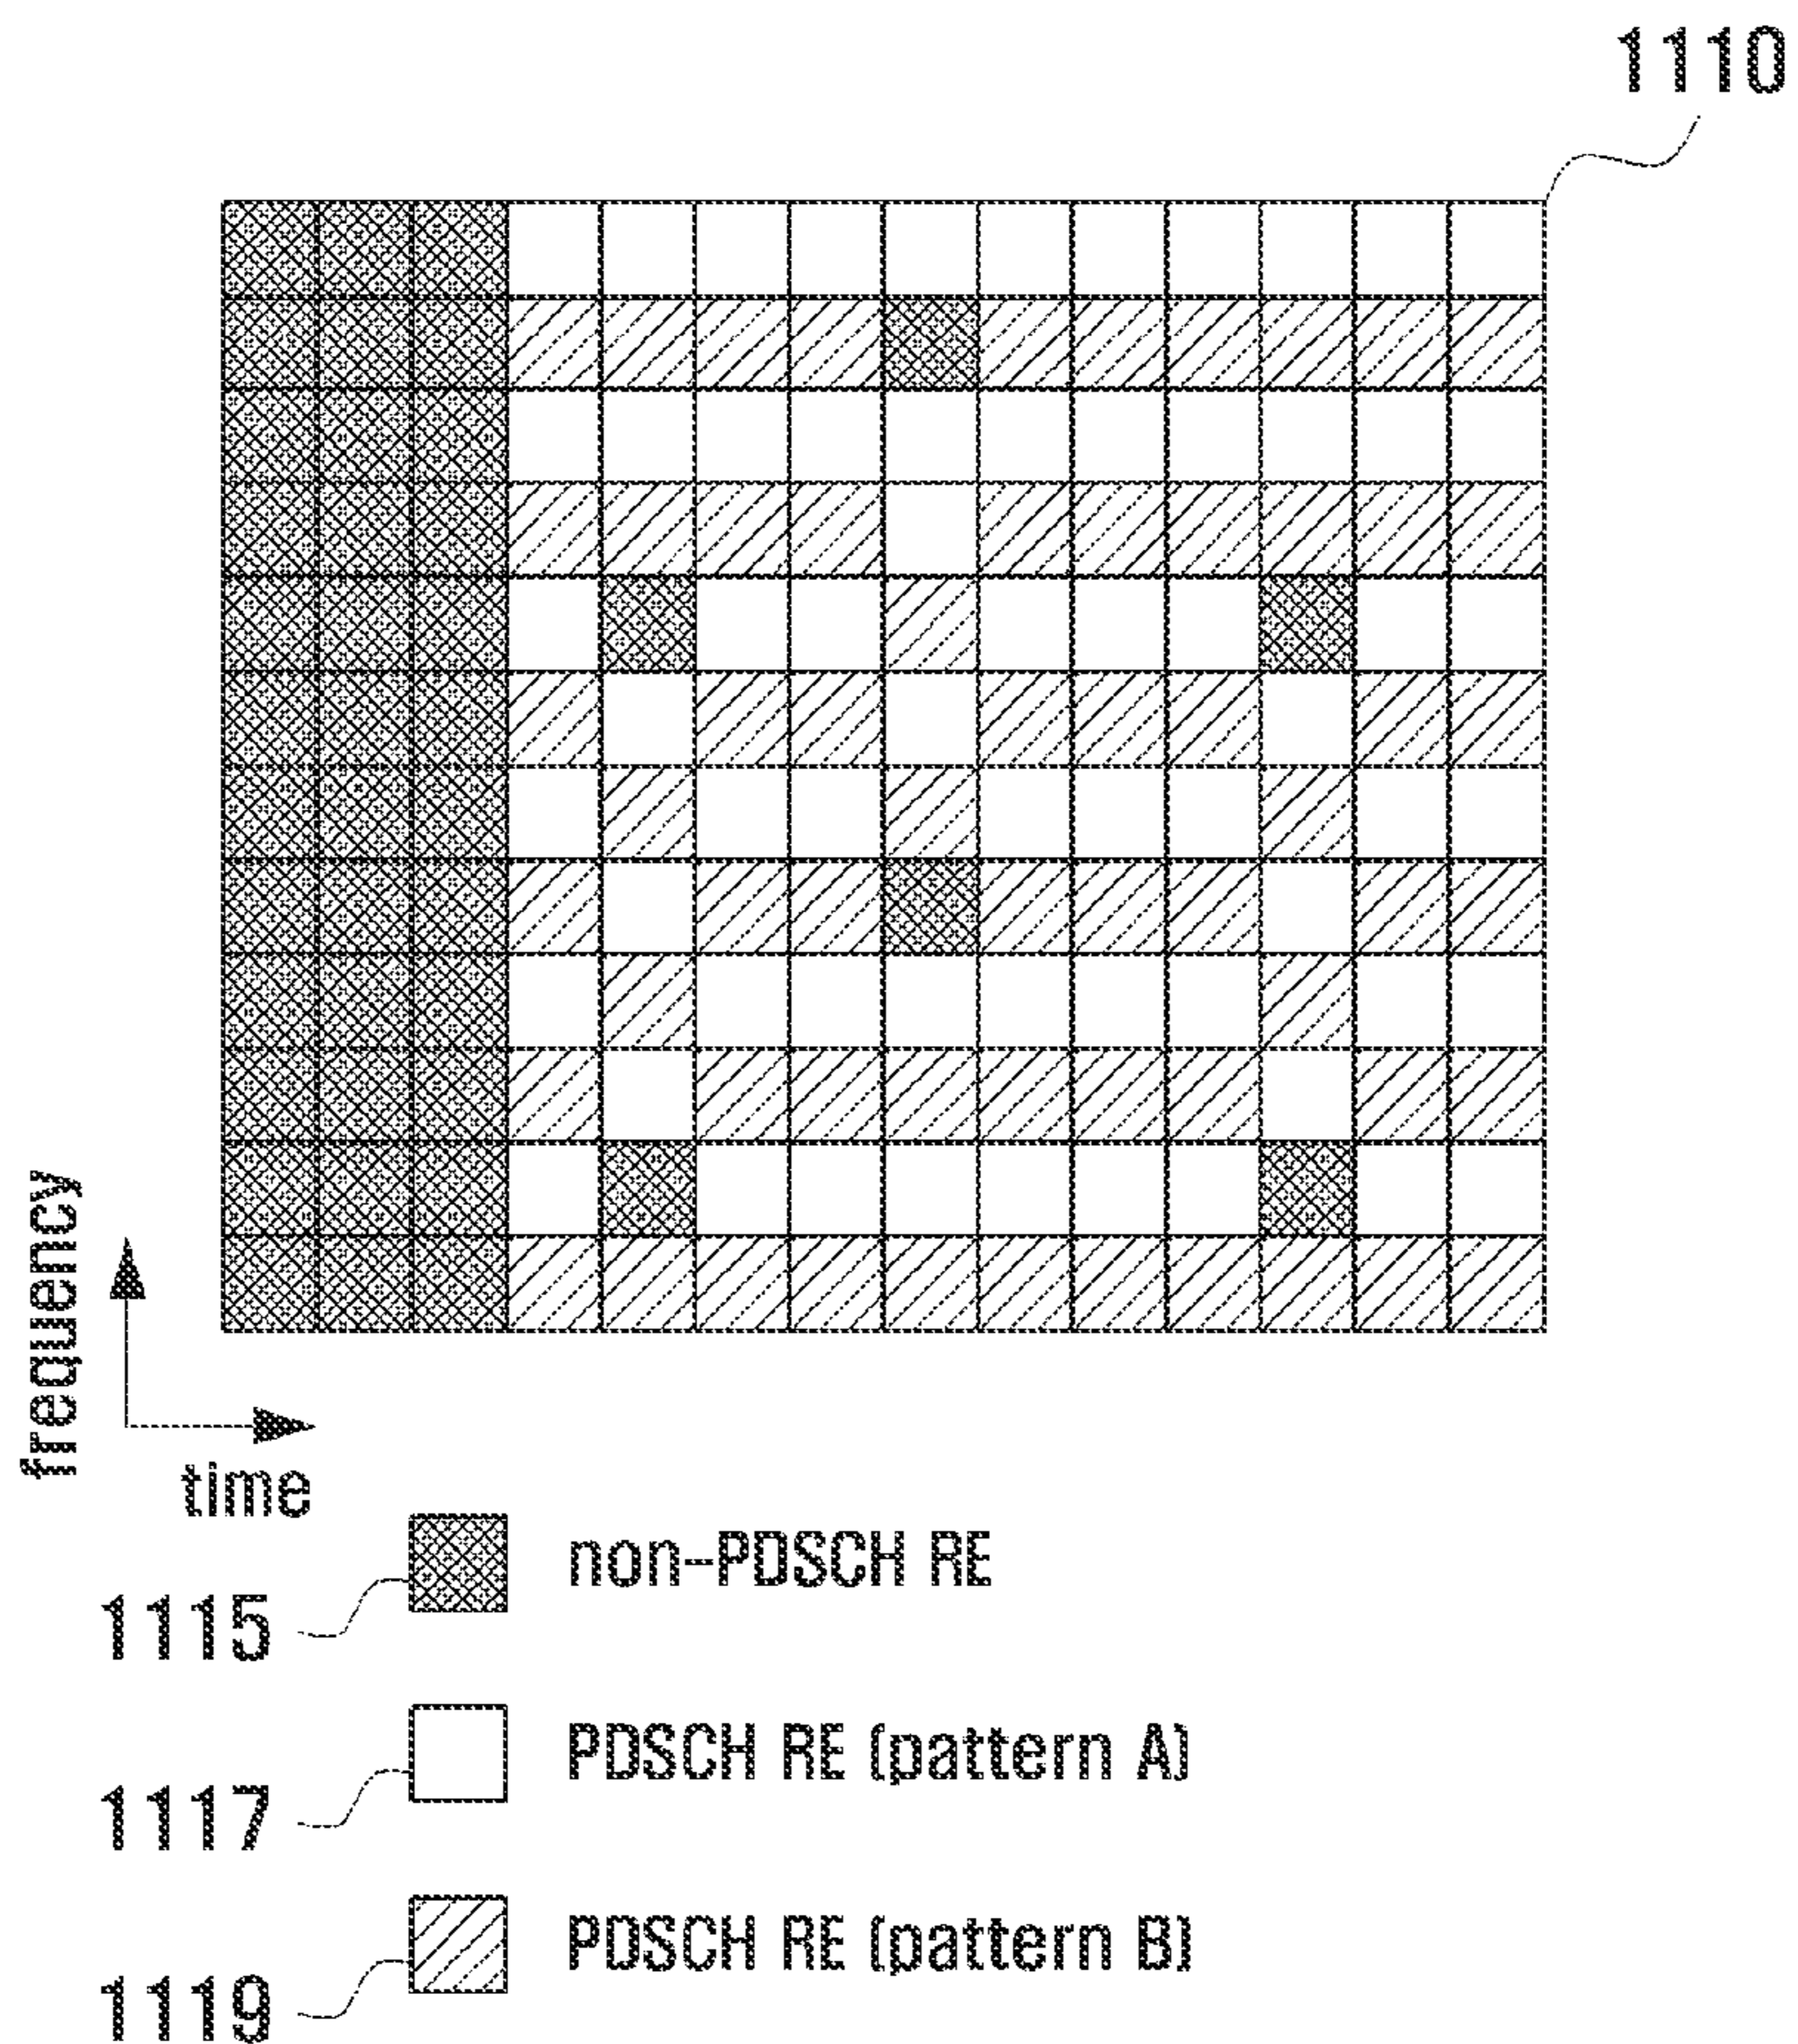 1110
frequency
time
non-PDSCH RE
1115
PDSCH RE (pattern A)
1117
PDSCH RE (pattern B)
1119